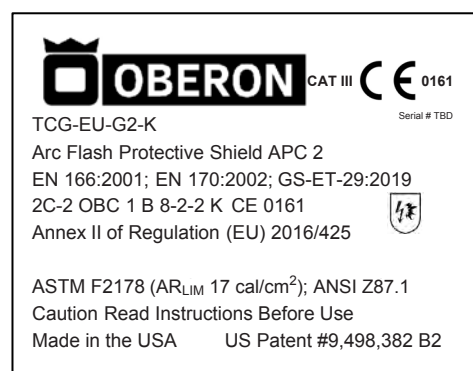 OBERON CAT III CE 0161
Serial # TBD
TCG-EU-G2-K
Arc Flash Protective Shield APC 2
EN 166:2001; EN 170:2002; GS-ET-29:2019
2C-2 OBC 1 B 8-2-2 K CE 0161
Annex II of Regulation (EU) 2016/425
ASTM F2178 (ARLIM 17 cal/cm²); ANSI Z87.1
Caution Read Instructions Before Use
Made in the USA US Patent #9,498,382 B2